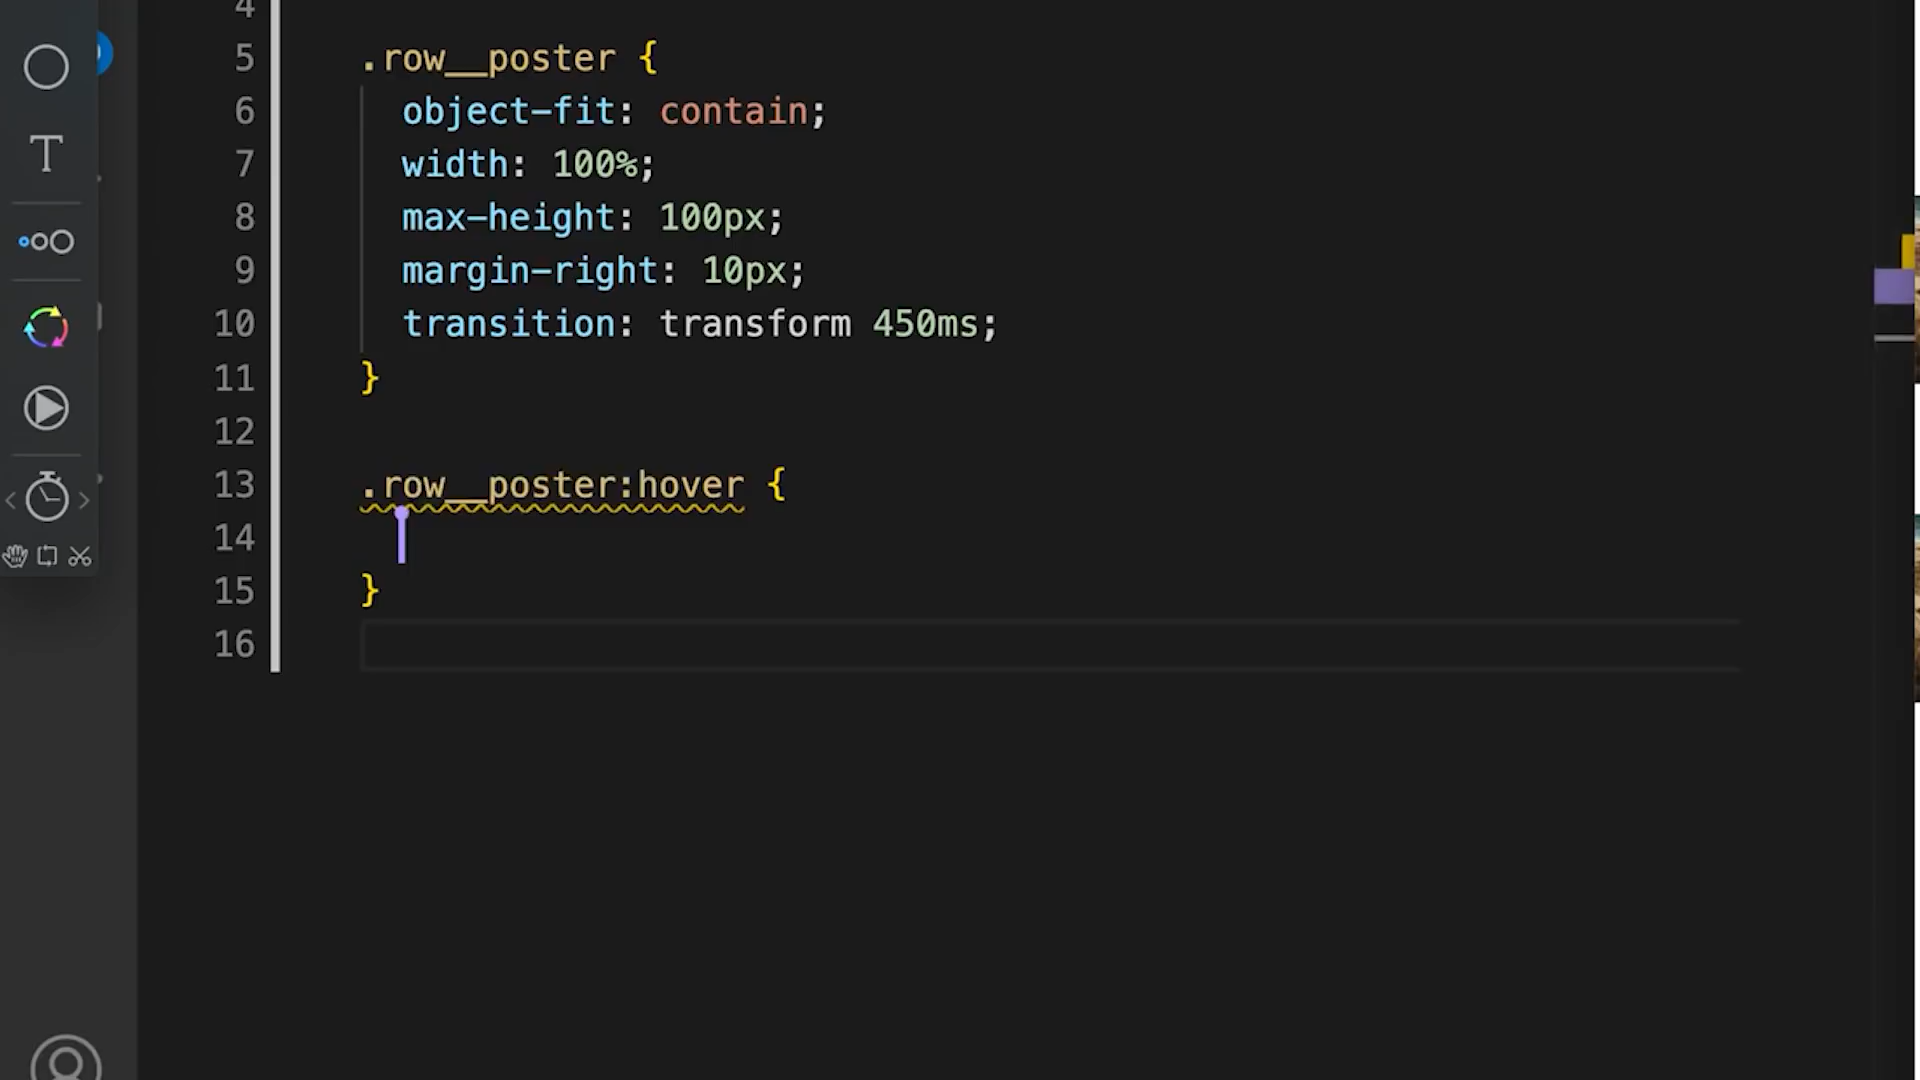 4
5 .row__poster {
6 object-fit: contain;
7 width: 100%;
8 max-height: 100px;
9 margin-right: 10px;
10 transition: transform 450ms;
11 }
12
13 .row__poster:hover {
14
15 }
16
T